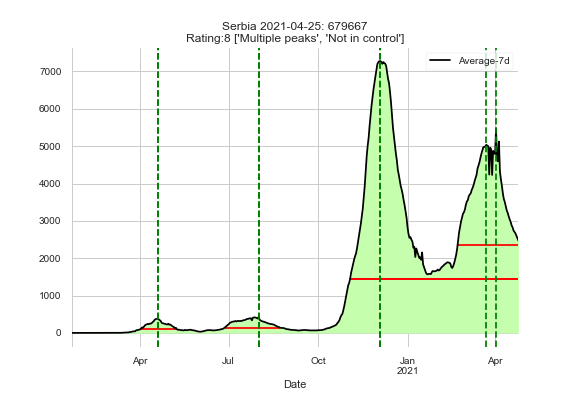 Serbia 2021-04-25: 679667
Rating:8 ['Multiple peaks', 'Not in control']
Average-7d
7000
6000
5000
4000
3000
2000
1000
0
Apr
Jul
Oct
Jan
2021
Apr
Date